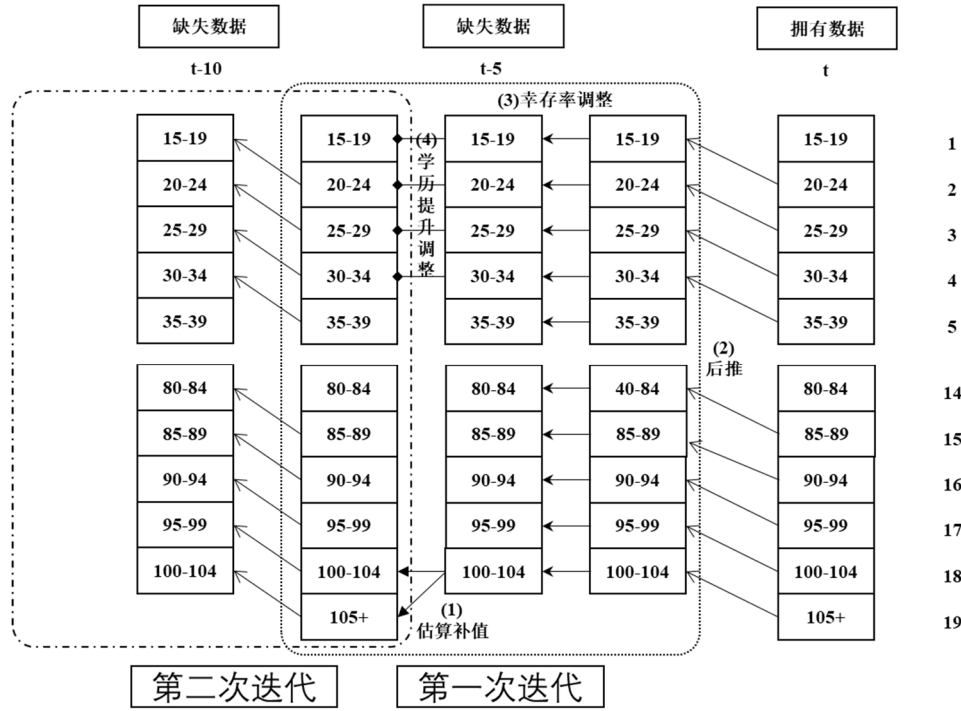 缺失数据 缺失数据 拥有数据
t-10 t-5 t
(3)幸存率调整
15-19 15-19 15-19 15-19 15-19 1
20-24 20-24 20-24 20-24 20-24 2
25-29 25-29 25-29 25-29 25-29 3
30-34 30-34 30-34 30-34 30-34 4
35-39 35-39 35-39 35-39 35-39 5
(4)
学
历
提
升
调
整
(2)
后推
80-84 80-84 80-84 40-84 80-84 14
85-89 85-89 85-89 85-89 85-89 15
90-94 90-94 90-94 90-94 90-94 16
95-99 95-99 95-99 95-99 95-99 17
100-104 100-104 100-104 100-104 100-104 18
105+ 105+ 19
(1)
估算补值
第二次迭代 第一次迭代